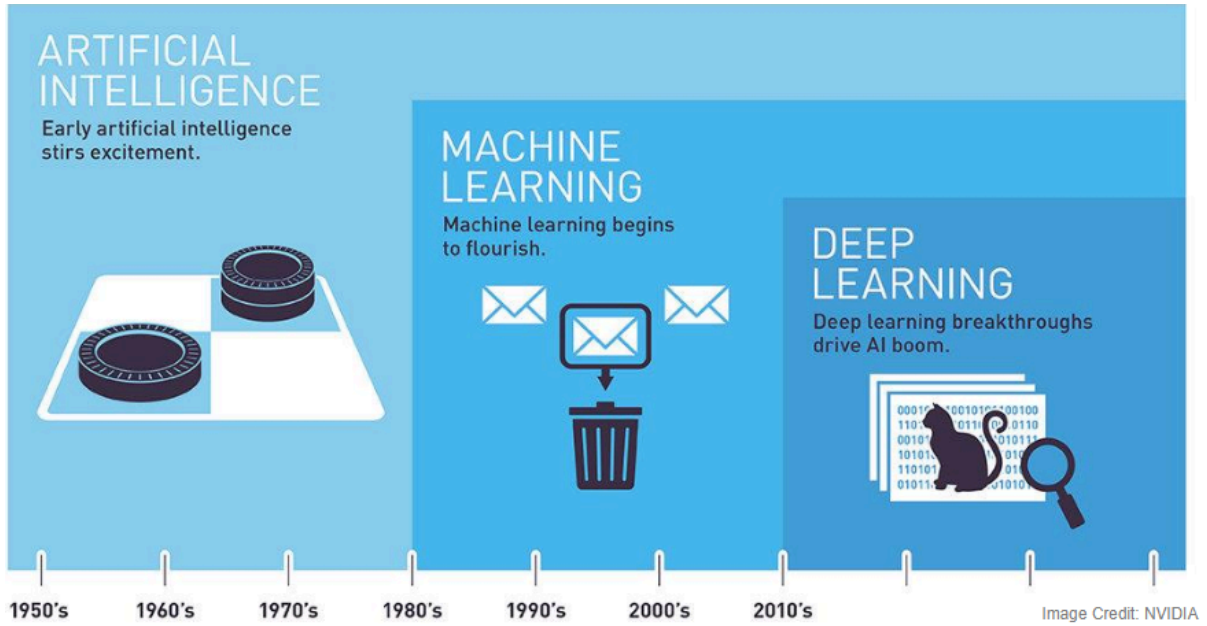 ARTIFICIAL
INTELLIGENCE
Early artificial intelligence
stirs excitement.
MACHINE
LEARNING
Machine learning begins
to flourish.
DEEP
LEARNING
Deep learning breakthroughs
drive AI boom.
1950's
1960's
1970's
1980's
1990's
2000's
2010's
Image Credit: NVIDIA